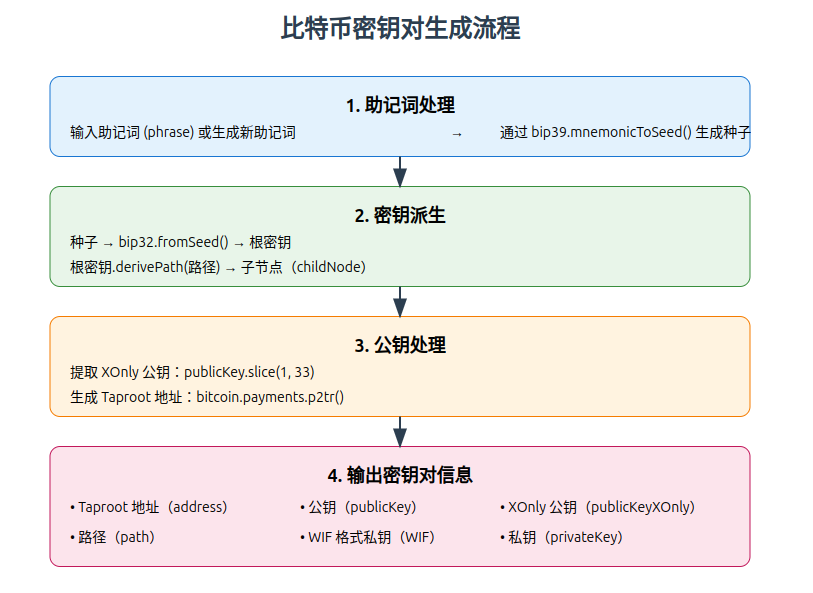 比特币密钥对生成流程
1. 助记词处理
输入助记词 (phrase) 或生成新助记词 → 通过 bip39.mnemonicToSeed() 生成种子
2. 密钥派生
种子 → bip32.fromSeed() → 根密钥
根密钥.derivePath(路径) → 子节点（childNode）
3. 公钥处理
提取 XOnly 公钥：publicKey.slice(1, 33)
生成 Taproot 地址：bitcoin.payments.p2tr()
4. 输出密钥对信息
• Taproot 地址（address） • 公钥（publicKey） • XOnly 公钥（publicKeyXOnly）
• 路径（path） • WIF 格式私钥（WIF） • 私钥（privateKey）